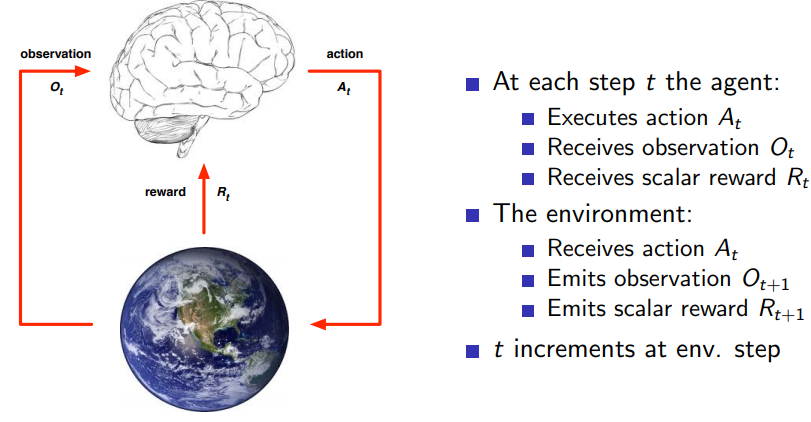 observation
O_t
action
A_t
reward
R_t
At each step t the agent:
Executes action A_t
Receives observation O_t
Receives scalar reward R_t
The environment:
Receives action A_t
Emits observation O_{t+1}
Emits scalar reward R_{t+1}
t increments at env. step